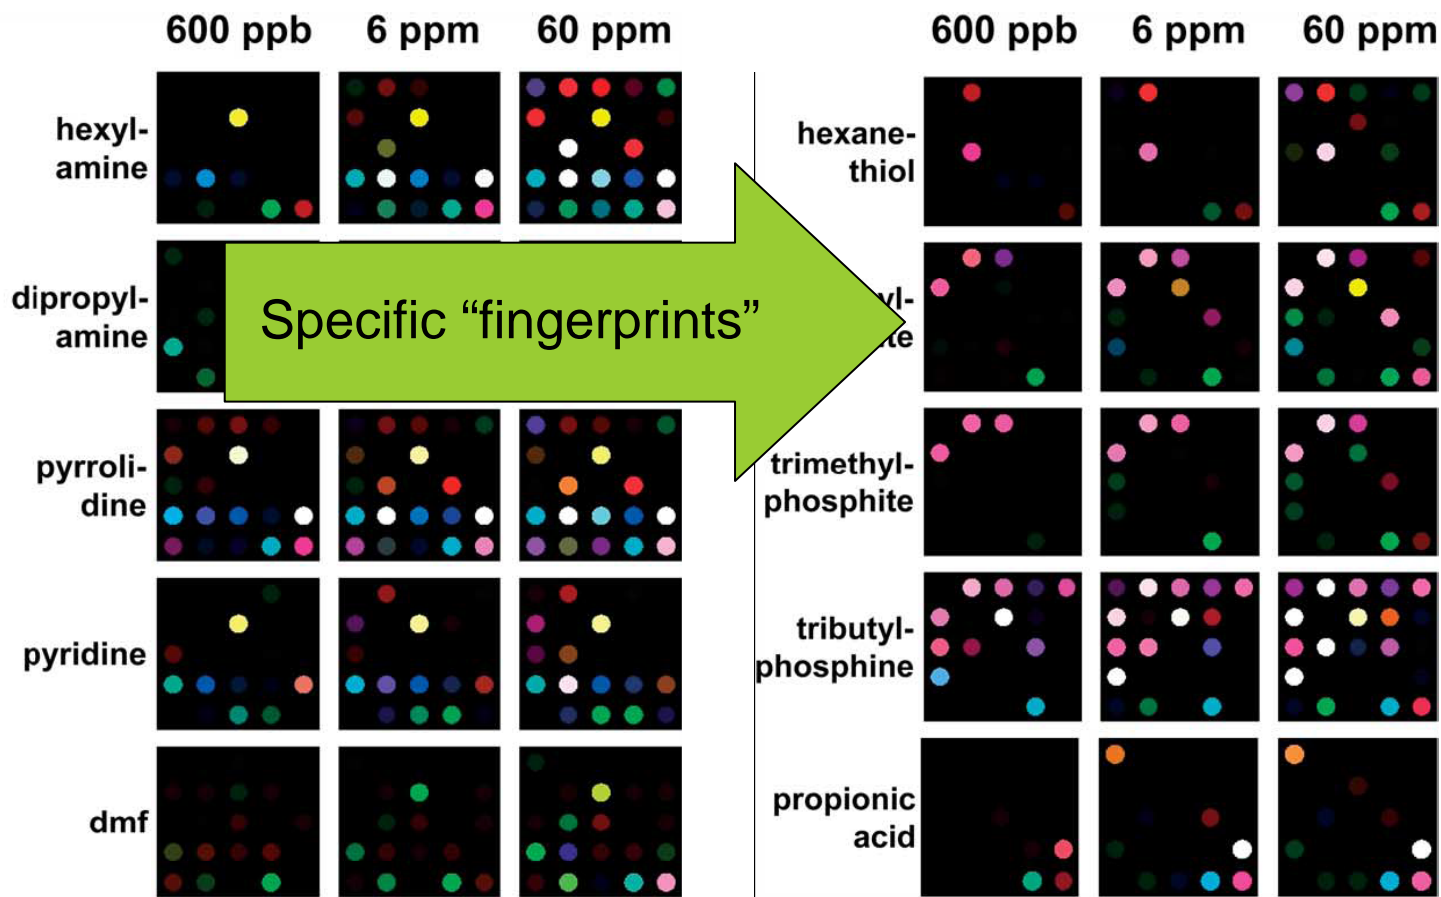 600 ppb 6 ppm 60 ppm
hexyl-
amine
dipropyl-
amine
pyrroli-
dine
pyridine
dmf
Specific “fingerprints”
600 ppb 6 ppm 60 ppm
hexane-
thiol
trimethyl-
phosphite
tributyl-
phosphine
propionic
acid